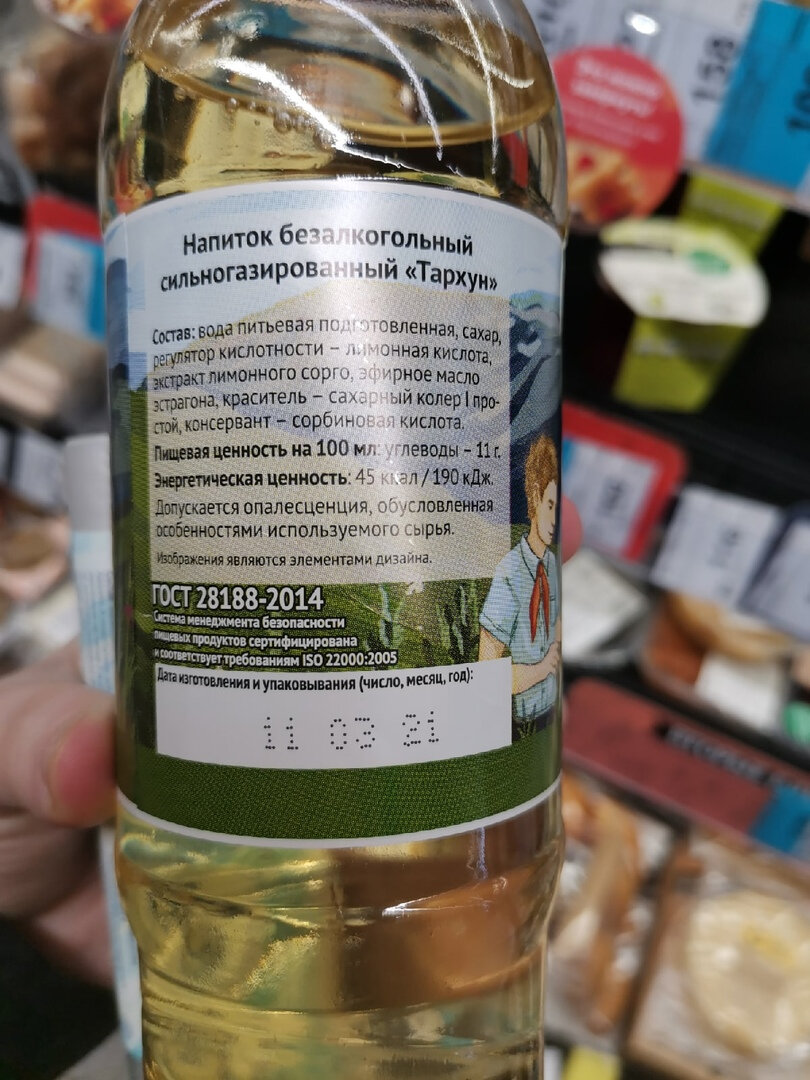 Напиток безалкогольный
сильногазированный «Тархун»
Состав: вода питьевая подготовленная, сахар,
регулятор кислотности – лимонная кислота,
экстракт лимонного сорго, эфирное масло
эстрагона, краситель – сахарный колер I про-
стой, консервант – сорбиновая кислота.
Пищевая ценность на 100 мл: углеводы – 11 г.
Энергетическая ценность: 45 ккал / 190 кДж.
Допускается опалесценция, обусловленная
особенностями используемого сырья.
Изображения являются элементами дизайна.
ГОСТ 28188-2014
Система менеджмента безопасности
пищевых продуктов сертифицирована
и соответствует требованиям ISO 22000:2005
Дата изготовления и упаковывания (число, месяц, год):
11 03 21
158